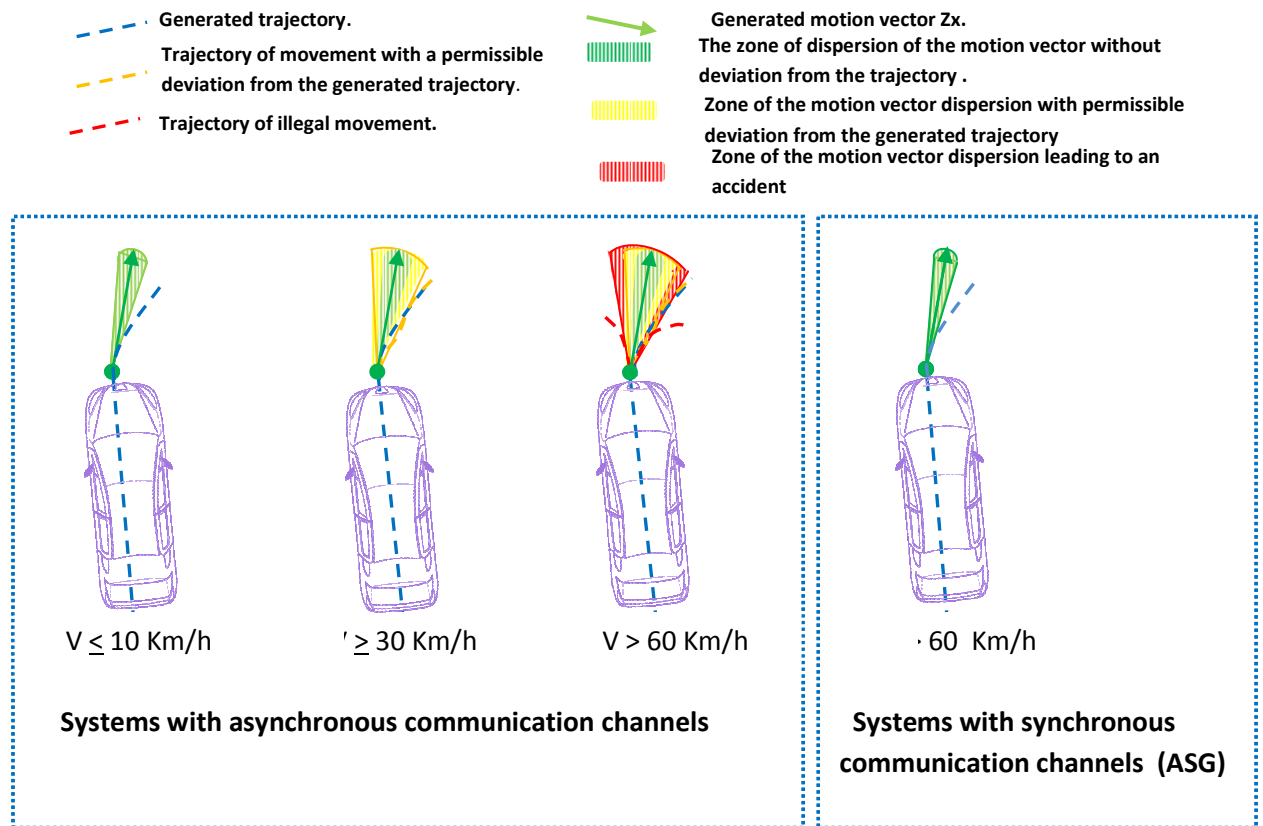 Generated trajectory.
Trajectory of movement with a permissible
deviation from the generated trajectory.
Trajectory of illegal movement.
Generated motion vector Zx.
The zone of dispersion of the motion vector without
deviation from the trajectory .
Zone of the motion vector dispersion with permissible
deviation from the generated trajectory
Zone of the motion vector dispersion leading to an
accident
V ≤ 10 Km/h
≥ 30 Km/h
V > 60 Km/h
60 Km/h
Systems with asynchronous communication channels
Systems with synchronous
communication channels (ASG)